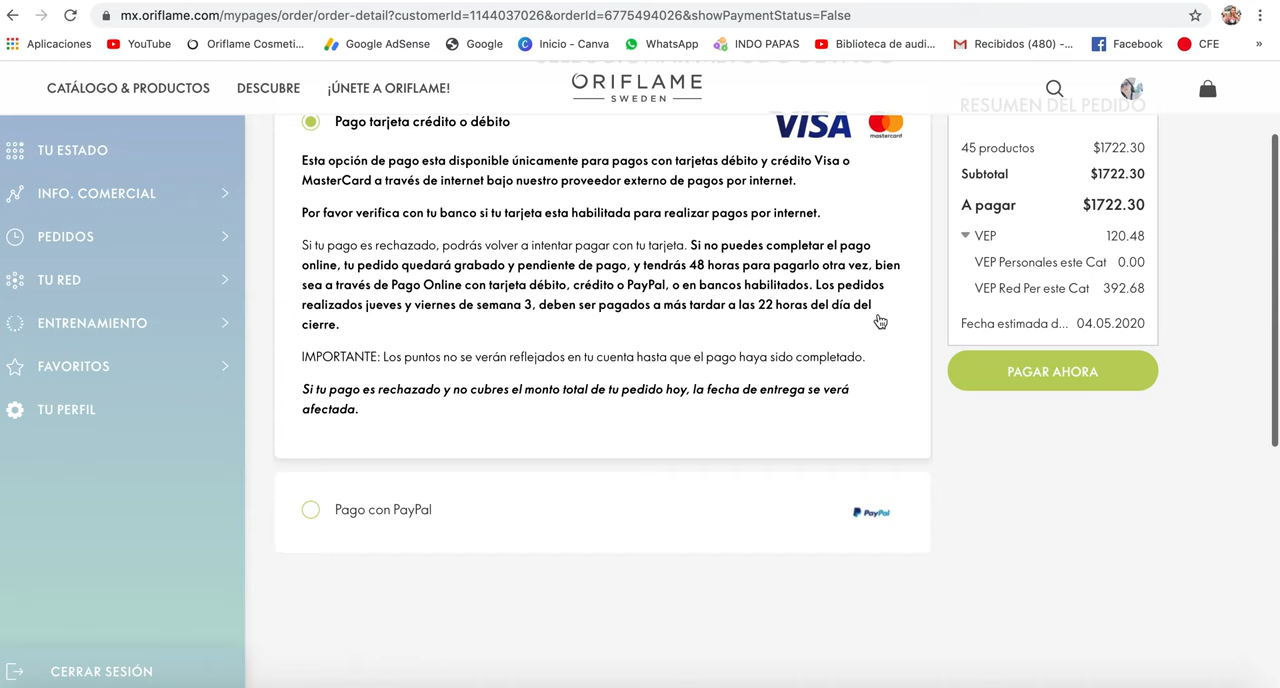 mx.oriflame.com/mypages/order/order-detail?customerId=1144037026&orderId=6775494026&showPaymentStatus=False
Aplicaciones YouTube Oriflame Cosmeti... Google AdSense Google Inicio - Canva WhatsApp INDO PAPAS Biblioteca de audi... Recibidos (480) -... Facebook CFE »
CATÁLOGO & PRODUCTOS DESCUBRE ¡ÚNETE A ORIFLAME!
ORIFLAME
SWEDEN
TU ESTADO
INFO. COMERCIAL
PEDIDOS
TU RED
ENTRENAMIENTO
FAVORITOS
TU PERFIL
CERRAR SESIÓN
Pago tarjeta crédito o débito
VISA
mastercard
Esta opción de pago esta disponible únicamente para pagos con tarjetas débito y crédito Visa o
MasterCard a través de internet bajo nuestro proveedor externo de pagos por internet.
Por favor verifica con tu banco si tu tarjeta esta habilitada para realizar pagos por internet.
Si tu pago es rechazado, podrás volver a intentar pagar con tu tarjeta. Si no puedes completar el pago
online, tu pedido quedará grabado y pendiente de pago, y tendrás 48 horas para pagarlo otra vez, bien
sea a través de Pago Online con tarjeta débito, crédito o PayPal, o en bancos habilitados. Los pedidos
realizados jueves y viernes de semana 3, deben ser pagados a más tardar a las 22 horas del día del
cierre.
IMPORTANTE: Los puntos no se verán reflejados en tu cuenta hasta que el pago haya sido completado.
Si tu pago es rechazado y no cubres el monto total de tu pedido hoy, la fecha de entrega se verá
afectada.
Pago con PayPal
PayPal
RESUMEN DEL PEDIDO
45 productos $1722.30
Subtotal $1722.30
A pagar $1722.30
VEP 120.48
VEP Personales este Cat 0.00
VEP Red Per este Cat 392.68
Fecha estimada d... 04.05.2020
PAGAR AHORA